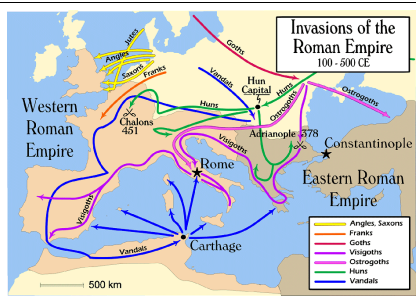 Invasions of the
Roman Empire
100 - 500 CE
Jutes
Angles
Saxons
Franks
Goths
Vandals
Hun
Capital
Huns
Ostrogoths
Ostrogoths
Huns
Western
Roman
Empire
Chalons
451
Visigoths
Adrianople 378
Constantinople
Rome
Eastern Roman
Empire
Visigoths
Vandals
Carthage
500 km
Angles, Saxons
Franks
Goths
Visigoths
Ostrogoths
Huns
Vandals